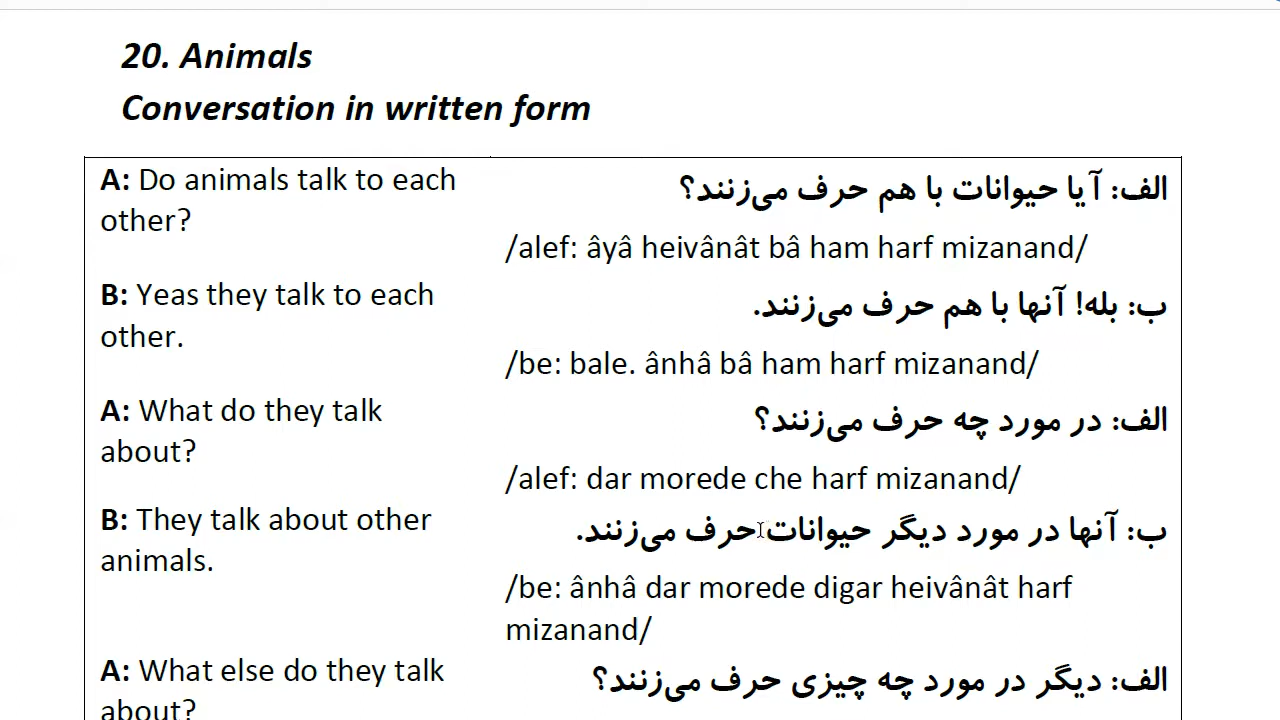 20. Animals
Conversation in written form
A: Do animals talk to each
other?
الف: آیا حیوانات با هم حرف می‌زنند؟
/alef: âyâ heivânât bâ ham harf mizanand/
B: Yeas they talk to each
other.
ب: بله! آنها با هم حرف می‌زنند.
/be: bale. ânhâ bâ ham harf mizanand/
A: What do they talk
about?
الف: در مورد چه حرف می‌زنند؟
/alef: dar morede che harf mizanand/
B: They talk about other
animals.
ب: آنها در مورد دیگر حیوانات حرف می‌زنند.
/be: ânhâ dar morede digar heivânât harf
mizanand/
A: What else do they talk
about?
الف: دیگر در مورد چه چیزی حرف می‌زنند؟